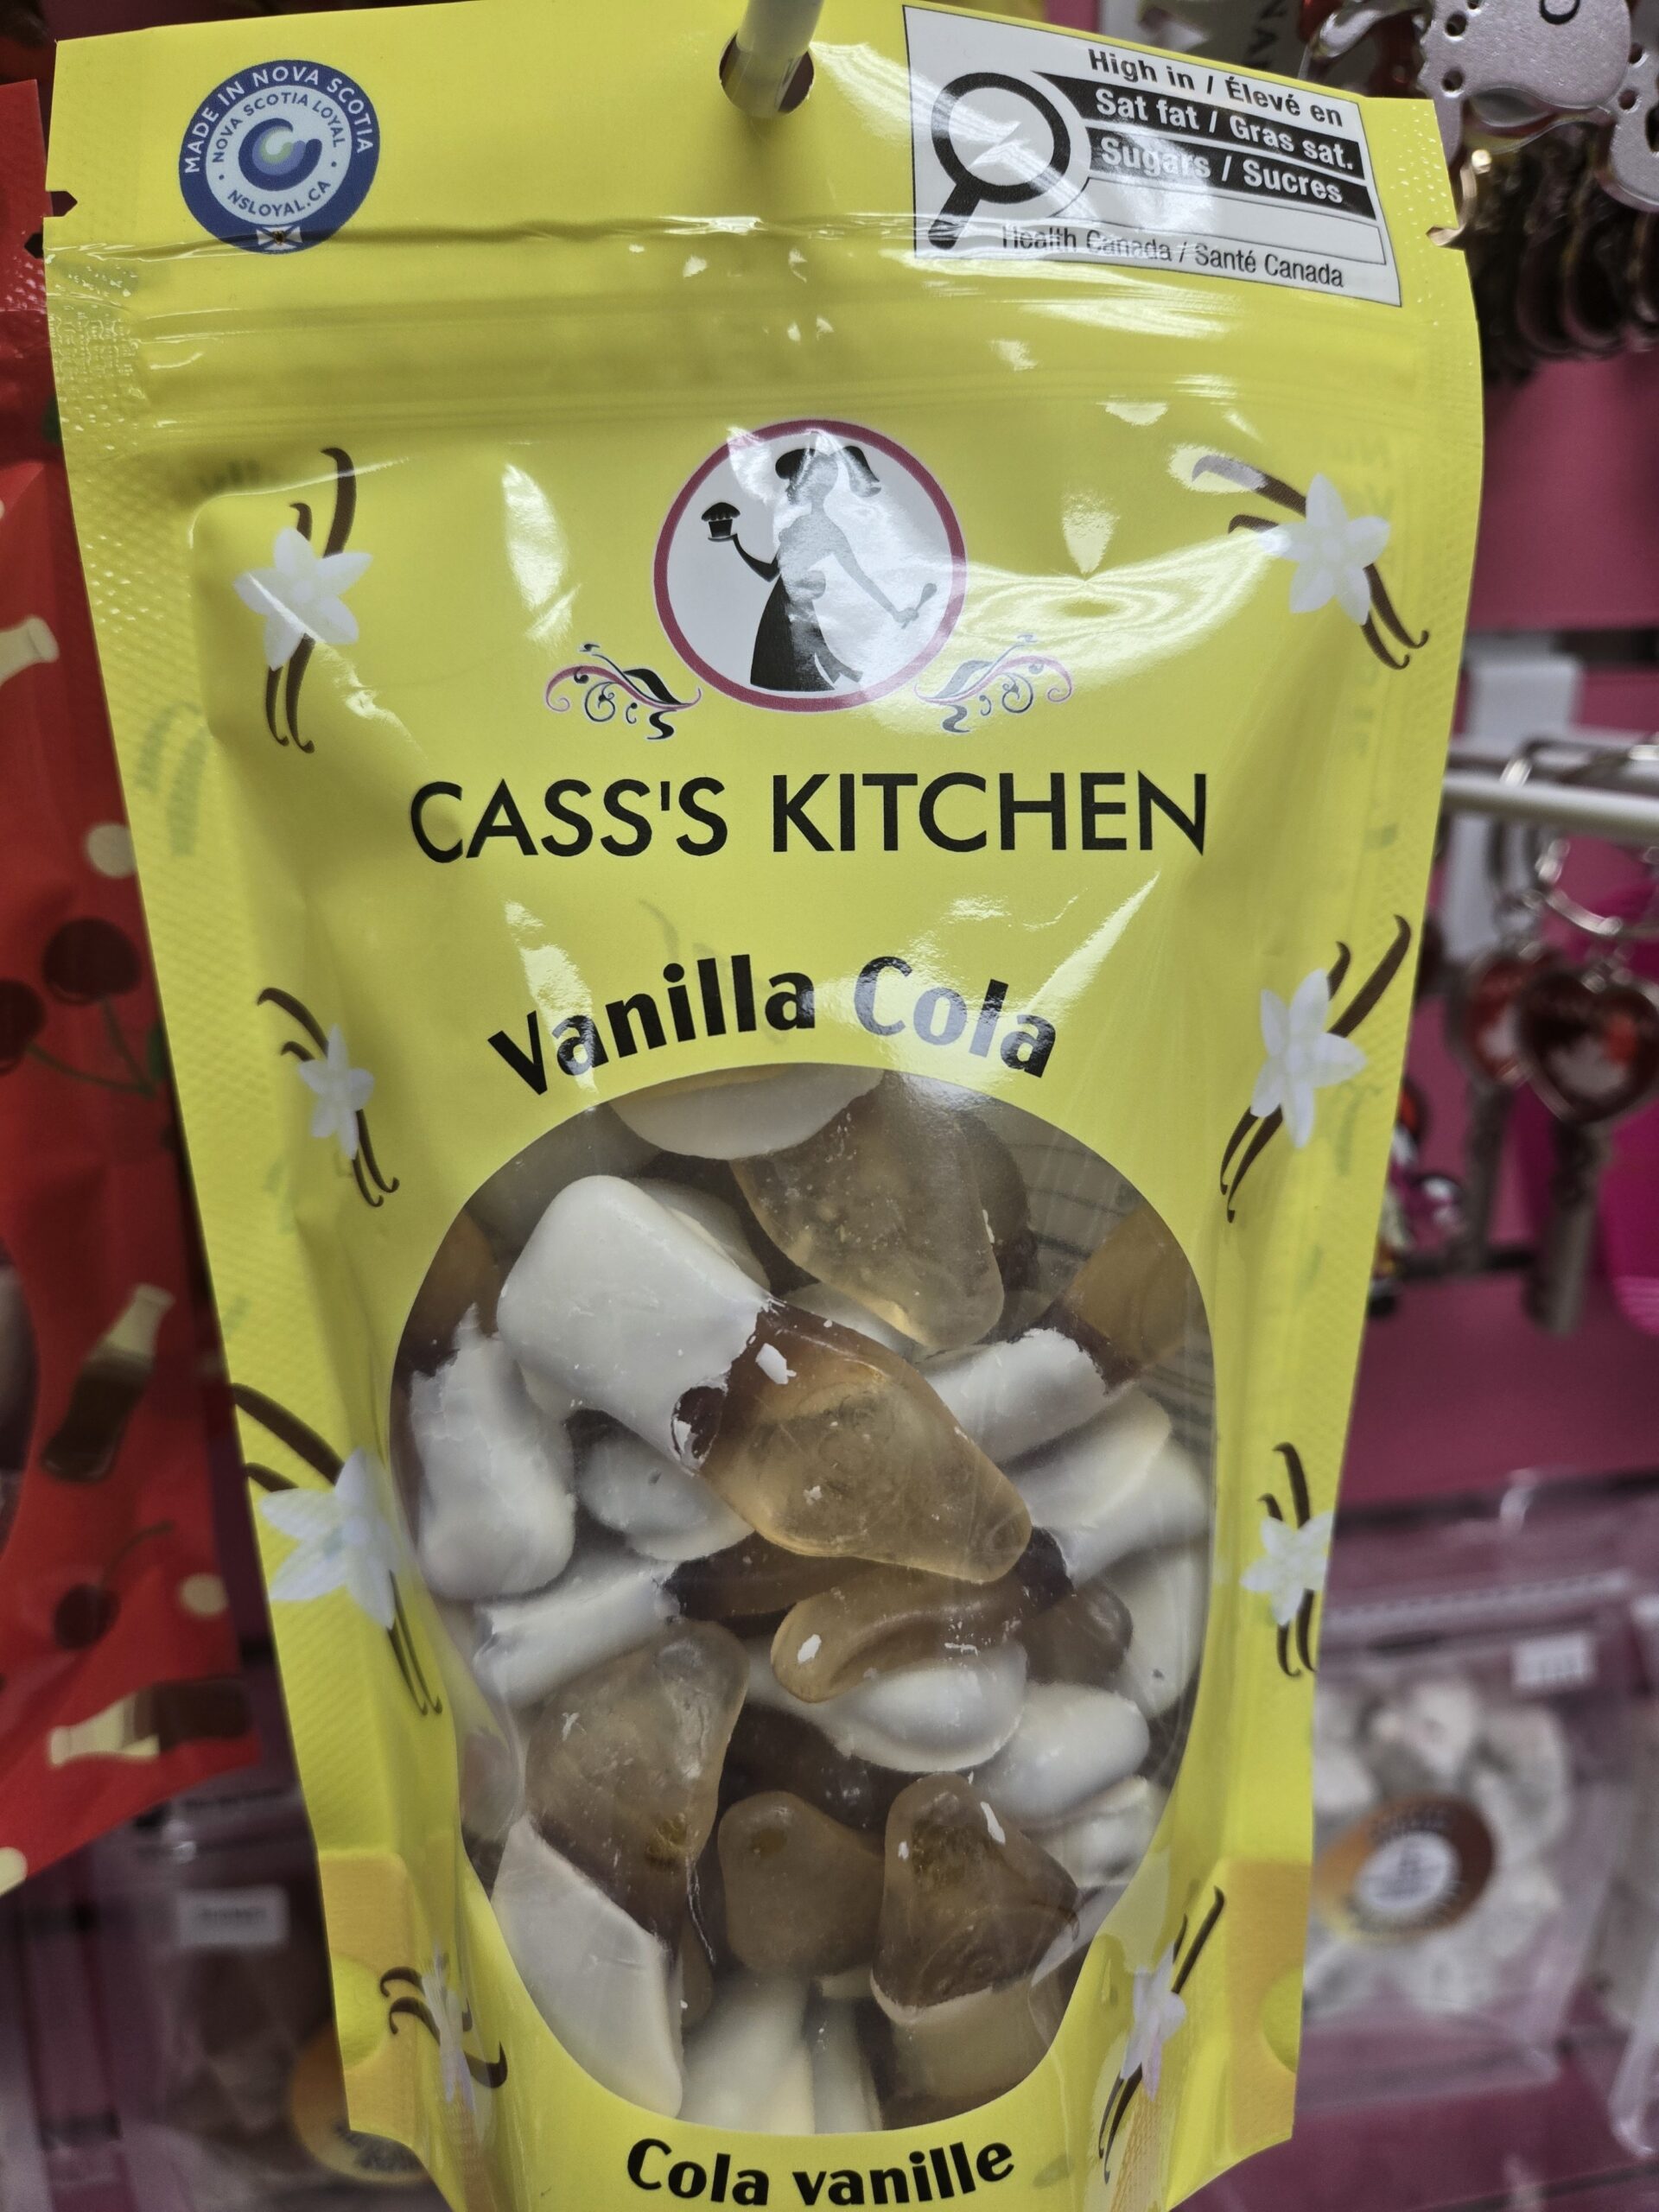 MADE IN NOVA SCOTIA
NOVA SCOTIA LOYAL
NSLOYAL.CA
High in / Élevé en
Sat fat / Gras sat.
Sugars / Sucres
Health Canada / Santé Canada
CASS'S KITCHEN
Vanilla Cola
Cola vanille